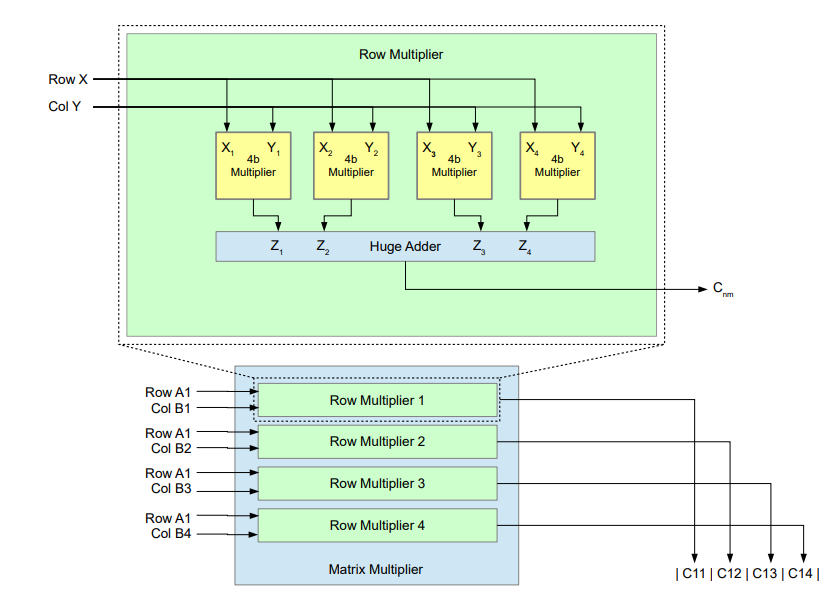 Row Multiplier
Row X
Col Y
X1 Y1 X2 Y2 X3 Y3 X4 Y4
4b 4b 4b 4b
Multiplier Multiplier Multiplier Multiplier
Z1 Z2 Huge Adder Z3 Z4
Cnm
Row A1
Col B1
Row Multiplier 1
Row A1
Col B2
Row Multiplier 2
Row A1
Col B3
Row Multiplier 3
Row A1
Col B4
Row Multiplier 4
Matrix Multiplier
| C11 | C12 | C13 | C14 |